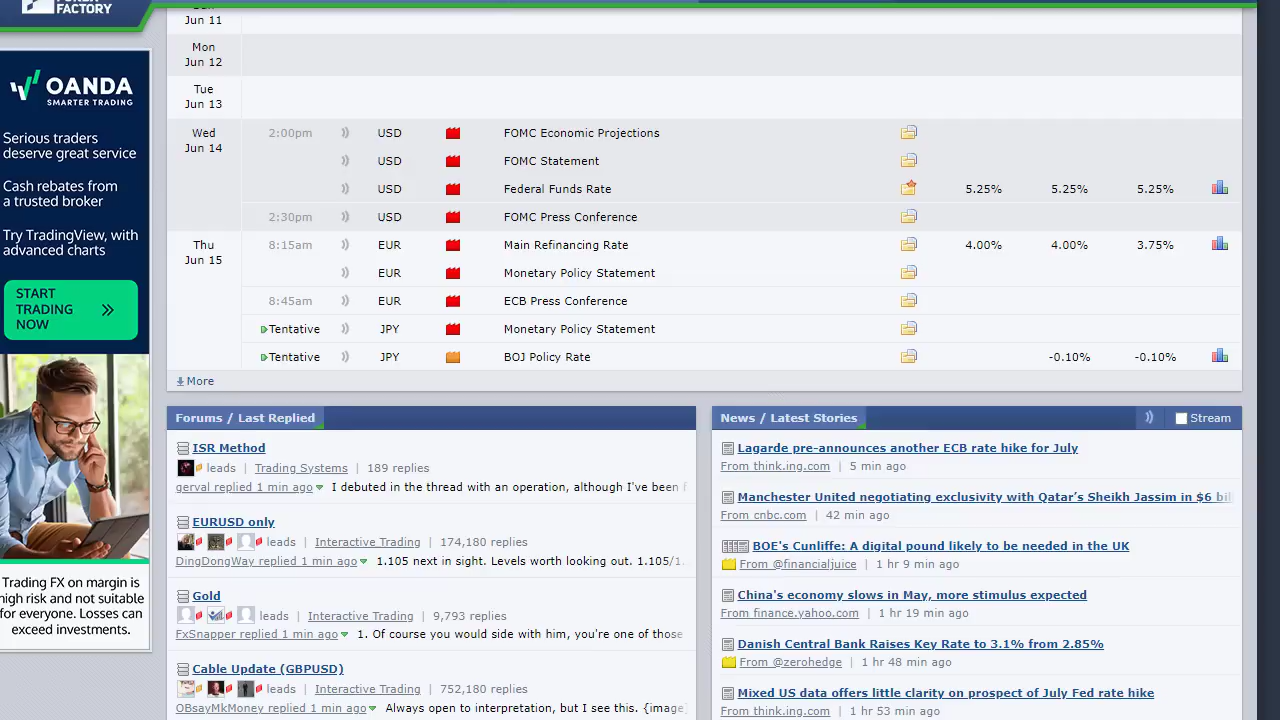 FACTORY
OANDA
SMARTER TRADING
Serious traders
deserve great service
Cash rebates from
a trusted broker
Try TradingView, with
advanced charts
START
TRADING
NOW
Trading FX on margin is
high risk and not suitable
for everyone. Losses can
exceed investments.
Jun 11
Mon
Jun 12
Tue
Jun 13
Wed
Jun 14
2:00pm USD FOMC Economic Projections
USD FOMC Statement
USD Federal Funds Rate 5.25% 5.25% 5.25%
2:30pm USD FOMC Press Conference
Thu
Jun 15
8:15am EUR Main Refinancing Rate 4.00% 4.00% 3.75%
EUR Monetary Policy Statement
8:45am EUR ECB Press Conference
Tentative JPY Monetary Policy Statement
Tentative JPY BOJ Policy Rate -0.10% -0.10%
More
Forums / Last Replied
ISR Method
leads | Trading Systems | 189 replies
gerval replied 1 min ago I debuted in the thread with an operation, although I've been f
EURUSD only
leads | Interactive Trading | 174,180 replies
DingDongWay replied 1 min ago 1.105 next in sight. Levels worth looking out. 1.105/1.
Gold
leads | Interactive Trading | 9,793 replies
FxSnapper replied 1 min ago 1. Of course you would side with him, you're one of those
Cable Update (GBPUSD)
leads | Interactive Trading | 752,180 replies
OBsayMkMoney replied 1 min ago Always open to interpretation, but I see this. {image}
News / Latest Stories
Stream
Lagarde pre-announces another ECB rate hike for July
From think.ing.com | 5 min ago
Manchester United negotiating exclusivity with Qatar’s Sheikh Jassim in $6 bil
From cnbc.com | 42 min ago
BOE's Cunliffe: A digital pound likely to be needed in the UK
From @financialjuice | 1 hr 9 min ago
China's economy slows in May, more stimulus expected
From finance.yahoo.com | 1 hr 19 min ago
Danish Central Bank Raises Key Rate to 3.1% from 2.85%
From @zerohedge | 1 hr 48 min ago
Mixed US data offers little clarity on prospect of July Fed rate hike
From think.ing.com | 1 hr 53 min ago